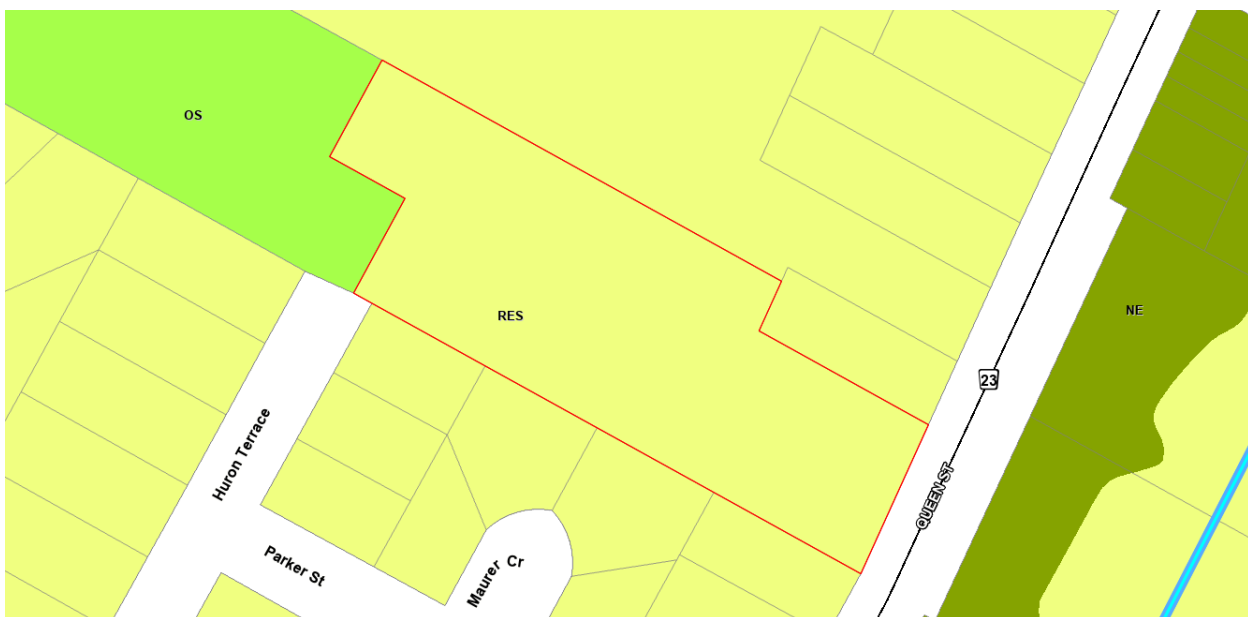 OS
NE
RES
23
Huron Terrace
QUEEN ST
Parker St
Maurer Cr